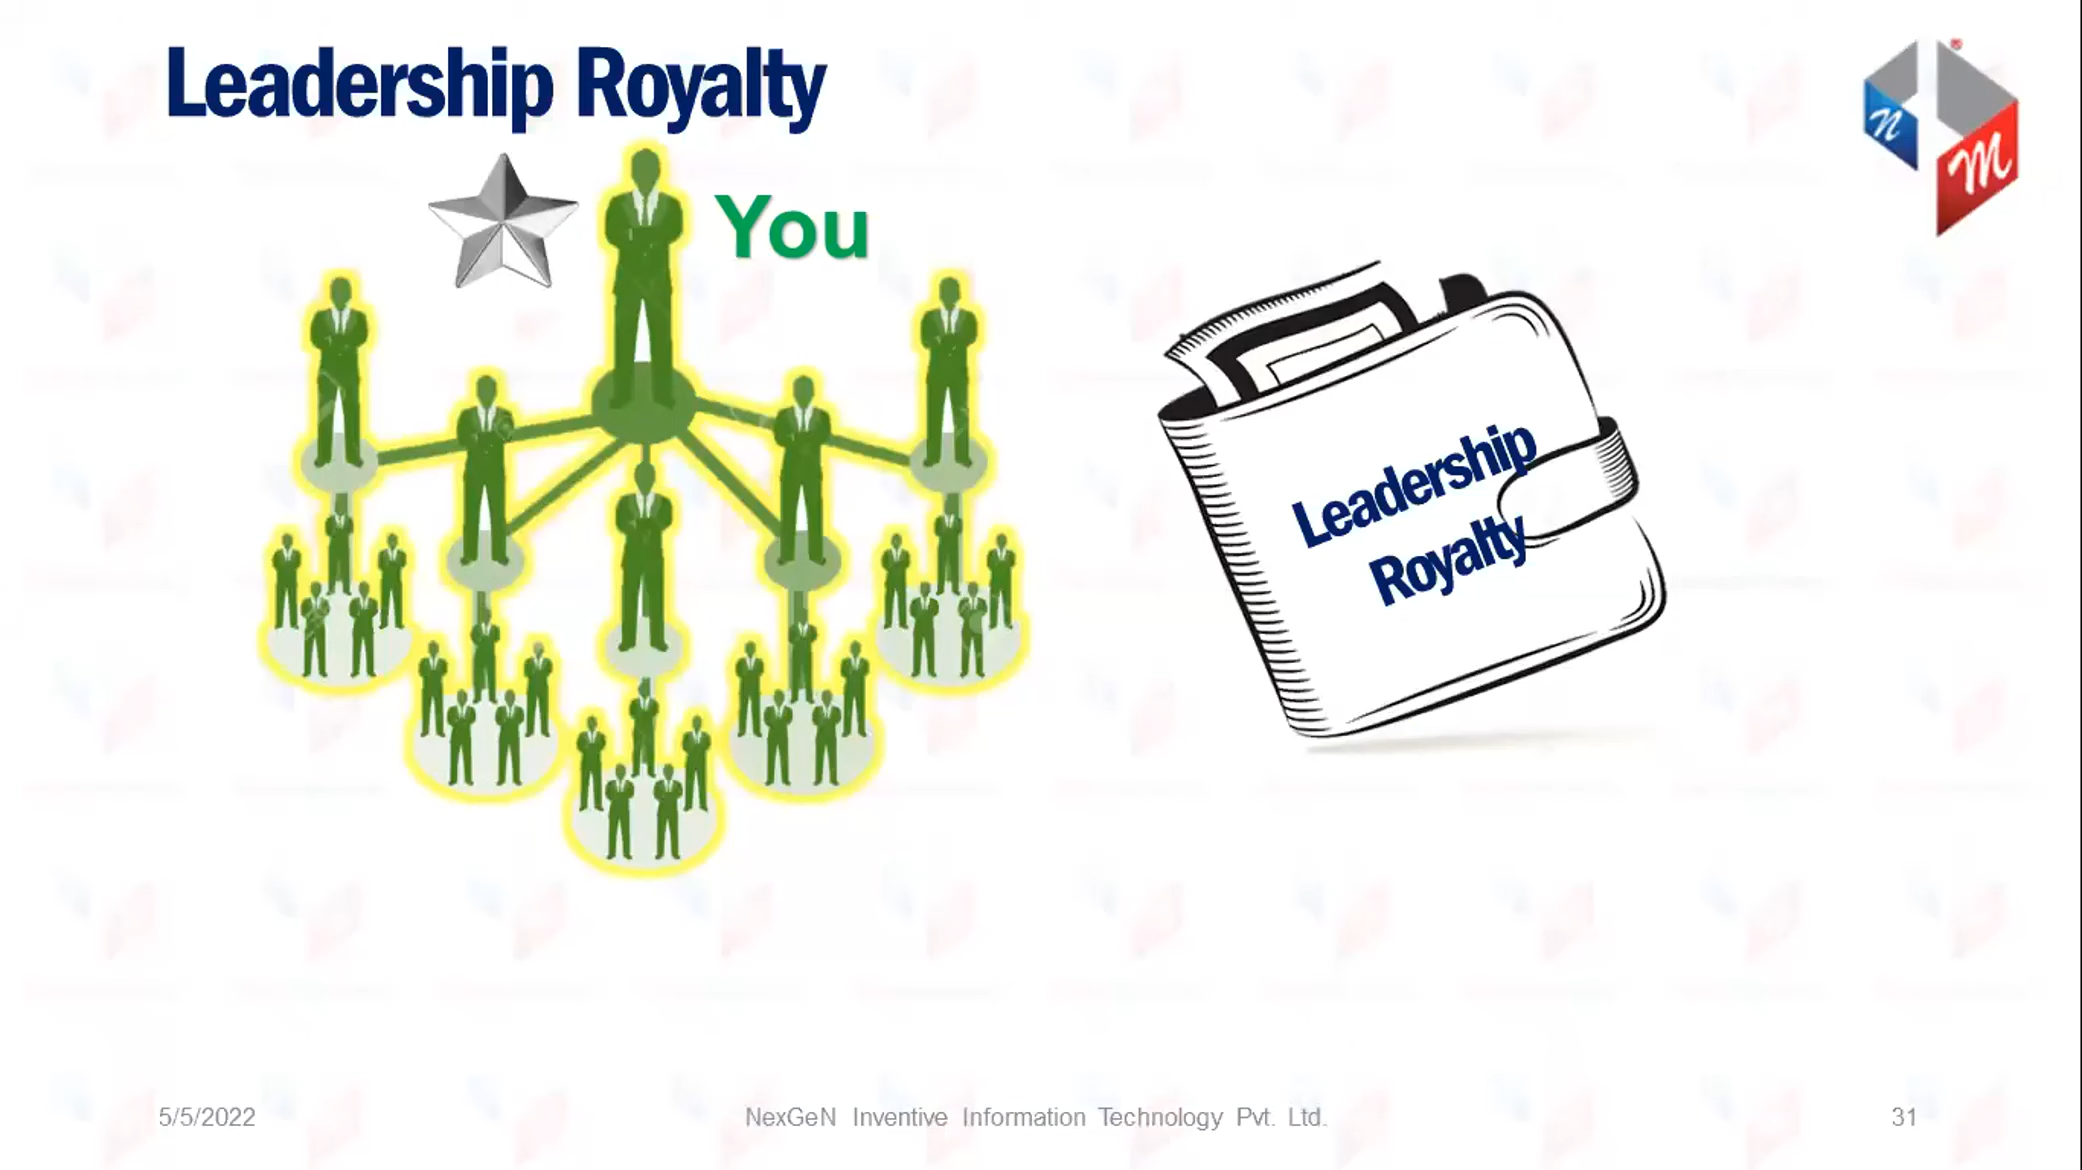 Leadership Royalty
®
n
M
You
Leadership
Royalty
5/5/2022
NexGeN Inventive Information Technology Pvt. Ltd.
31